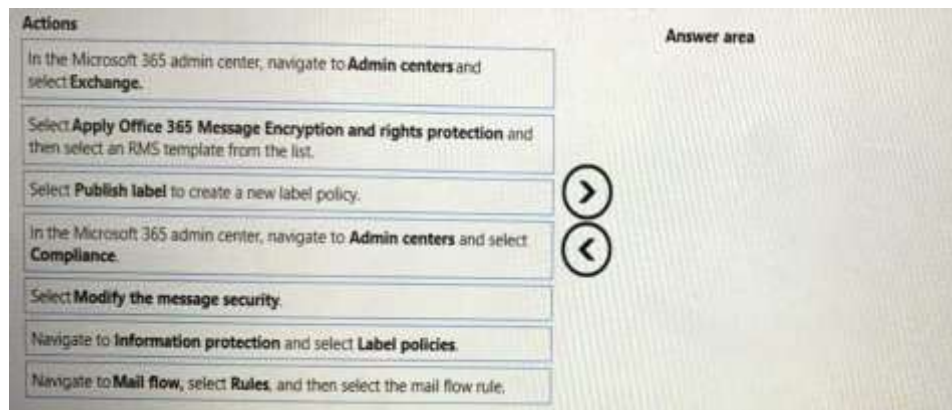 Actions
Answer area
In the Microsoft 365 admin center, navigate to Admin centers and
select Exchange.
Select Apply Office 365 Message Encryption and rights protection and
then select an RMS template from the list.
Select Publish label to create a new label policy.
In the Microsoft 365 admin center, navigate to Admin centers and select
Compliance.
Select Modify the message security.
Navigate to Information protection and select Label policies.
Navigate to Mail flow, select Rules, and then select the mail flow rule.